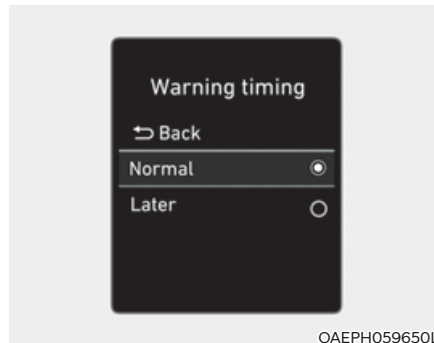 Warning timing
Back
Normal
Later
OAEPH059650L